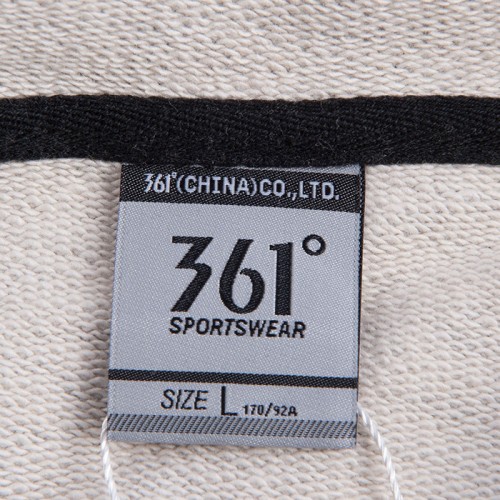 361°(CHINA)CO.,LTD.
361°
SPORTSWEAR
SIZE L 170/92A